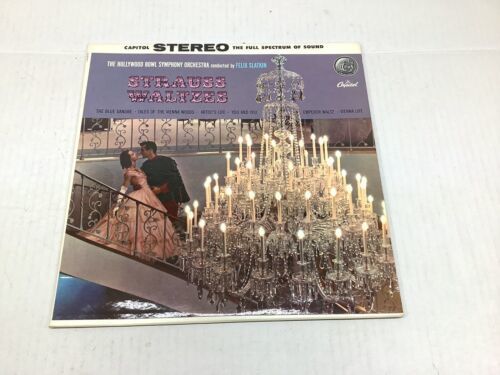 CAPITOL STEREO THE FULL SPECTRUM OF SOUND
THE HOLLYWOOD BOWL SYMPHONY ORCHESTRA conducted by FELIX SLATKIN
STRAUSS
WALTZES
THE BLUE DANUBE · TALES OF THE VIENNA WOODS · ARTIST'S LIFE · YOU AND YOU EMPEROR WALTZ · VIENNA LIFE
Capitol